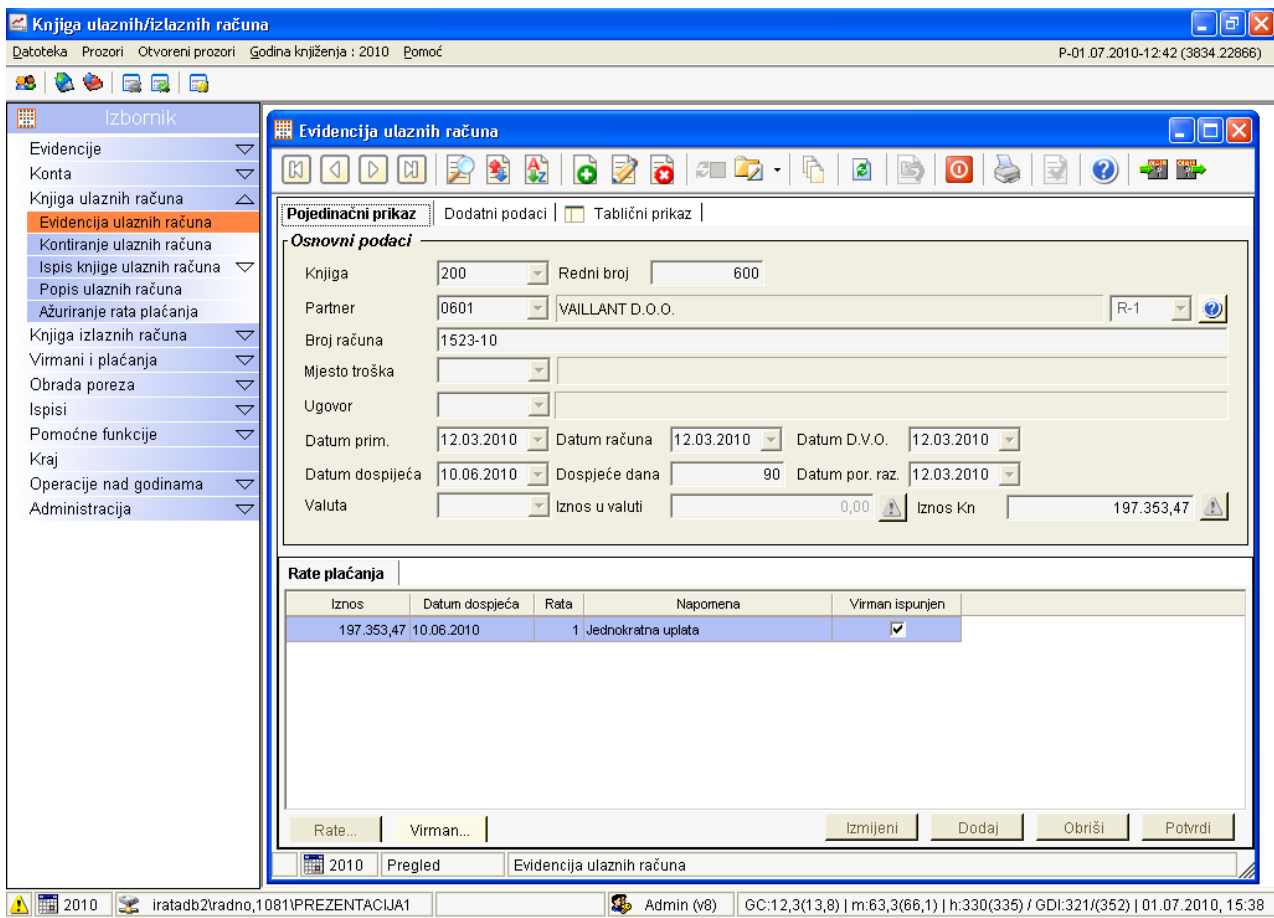 Knjiga ulaznih/izlaznih računa
Datoteka Prozori Otvoreni prozori Godina knjiženja : 2010 Pomoć P-01.07.2010-12:42 (3834.22866)
Izbornik
Evidencije
Konta
Knjiga ulaznih računa
Evidencija ulaznih računa
Kontiranje ulaznih računa
Ispis knjige ulaznih računa
Popis ulaznih računa
Ažuriranje rata plaćanja
Knjiga izlaznih računa
Virmani i plaćanja
Obrada poreza
Ispisi
Pomoćne funkcije
Kraj
Operacije nad godinama
Administracija
Evidencija ulaznih računa
Pojedinačni prikaz Dodatni podaci Tablični prikaz
Osnovni podaci
Knjiga 200 Redni broj 600
Partner 0601 VAILLANT D.O.O. R-1
Broj računa 1523-10
Mjesto troška
Ugovor
Datum prim. 12.03.2010 Datum računa 12.03.2010 Datum D.V.O. 12.03.2010
Datum dospijeća 10.06.2010 Dospjeće dana 90 Datum por. raz. 12.03.2010
Valuta Iznos u valuti 0,00 Iznos Kn 197.353,47
Rate plaćanja
Iznos Datum dospjeća Rata Napomena Virman ispunjen
197.353,47 10.06.2010 1 Jednokratna uplata
Rate... Virman... Izmijeni Dodaj Obriši Potvrdi
2010 Pregled Evidencija ulaznih računa
2010 iratadb2\radno,1081\PREZENTACIJA1 Admin (v8) GC:12,3(13,8) | m:63,3(66,1) | h:330(335) / GDI:321/(352) | 01.07.2010, 15:38